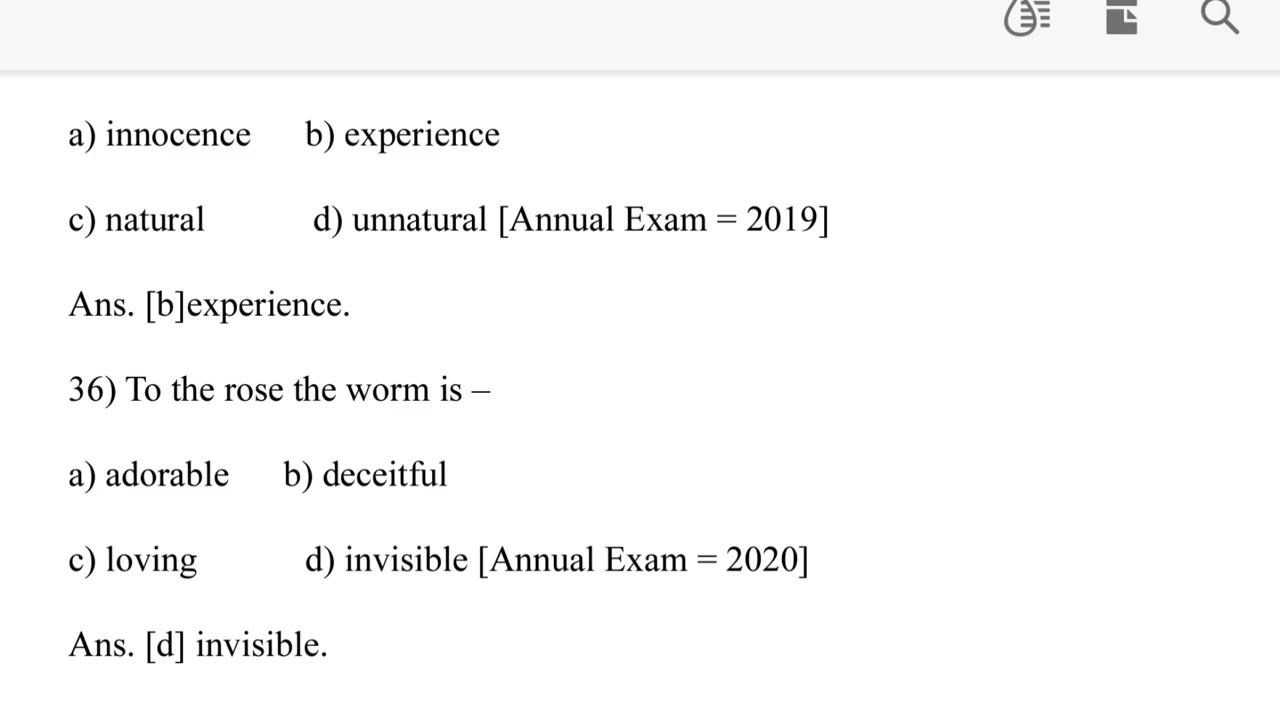 a) innocence b) experience
c) natural d) unnatural [Annual Exam = 2019]
Ans. [b]experience.
36) To the rose the worm is –
a) adorable b) deceitful
c) loving d) invisible [Annual Exam = 2020]
Ans. [d] invisible.